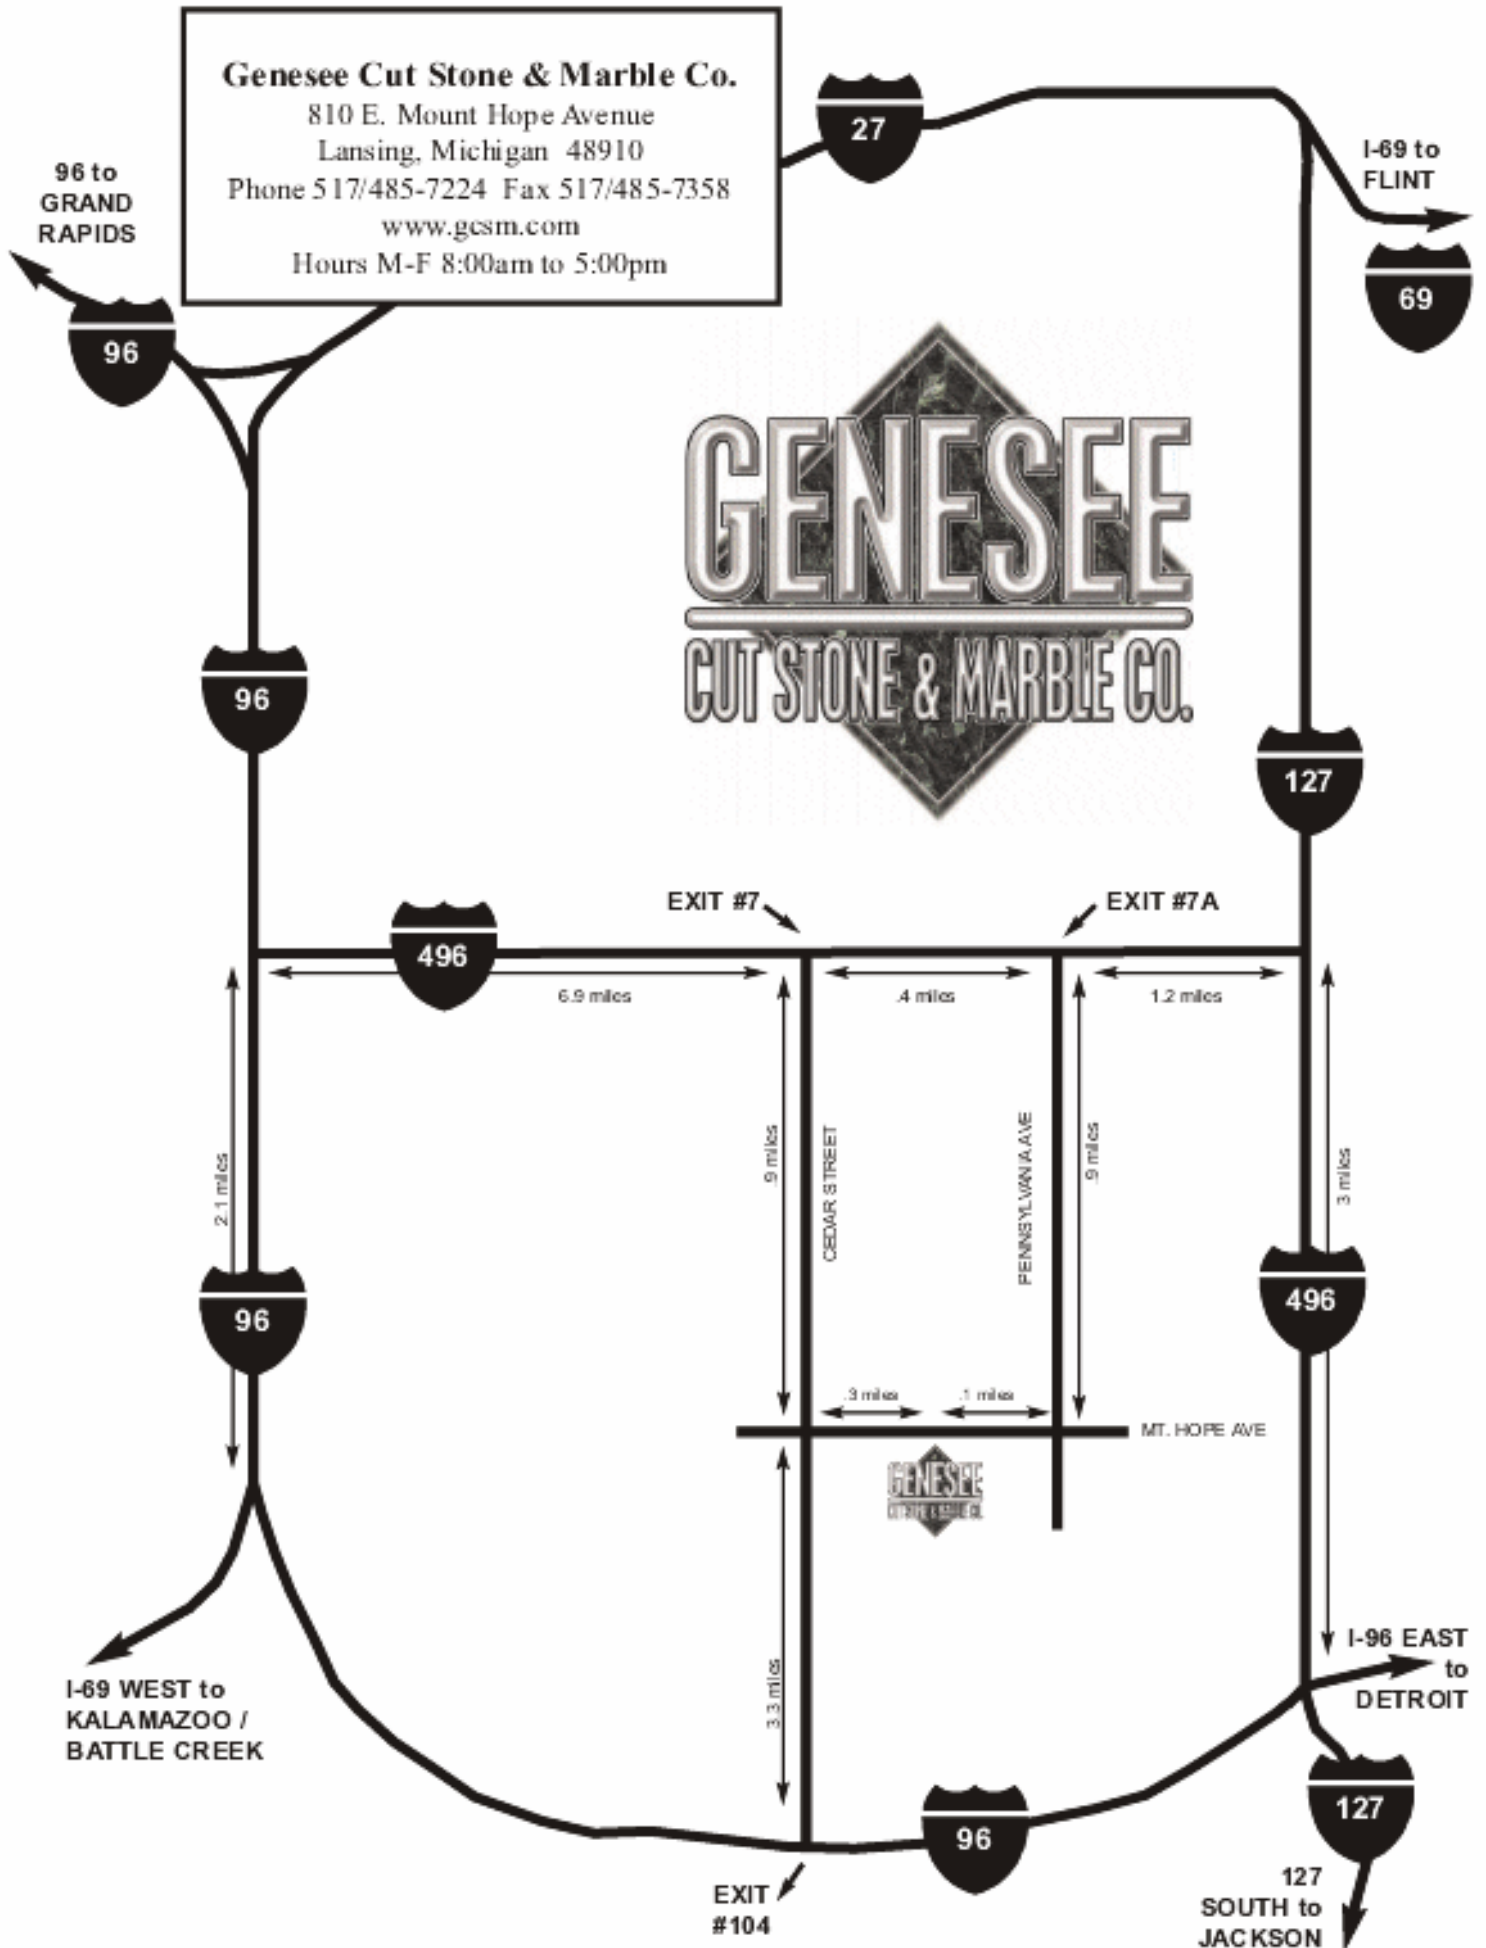 Genesee Cut Stone & Marble Co.
810 E. Mount Hope Avenue
Lansing, Michigan 48910
Phone 517/485-7224 Fax 517/485-7358
www.gcsm.com
Hours M-F 8:00am to 5:00pm
27
I-69 to
FLINT
69
96 to
GRAND
RAPIDS
96
GENESEE
CUT STONE & MARBLE CO.
96
127
EXIT #7
EXIT #7A
496
6.9 miles
.4 miles
1.2 miles
2.1 miles
.9 miles
CEDAR STREET
PENNSYLVANIA AVE
.9 miles
3 miles
96
496
.3 miles
.1 miles
MT. HOPE AVE
GENESEE
CUT STONE & MARBLE CO.
3.3 miles
I-69 WEST to
KALAMAZOO /
BATTLE CREEK
I-96 EAST
to
DETROIT
96
127
EXIT
#104
127
SOUTH to
JACKSON